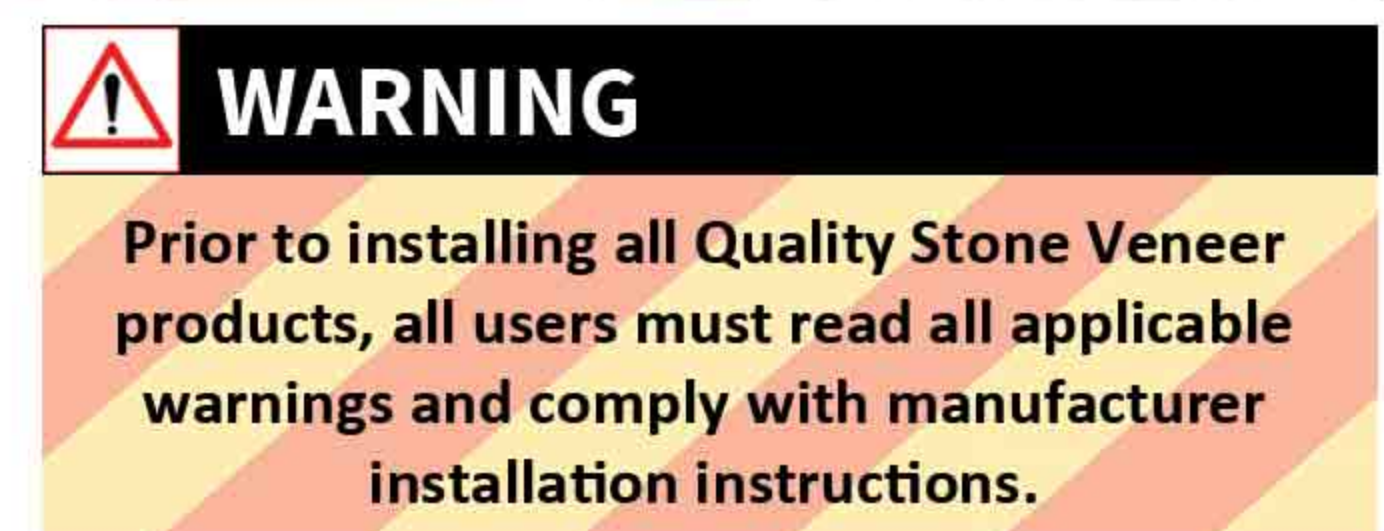 WARNING
Prior to installing all Quality Stone Veneer
products, all users must read all applicable
warnings and comply with manufacturer
installation instructions.